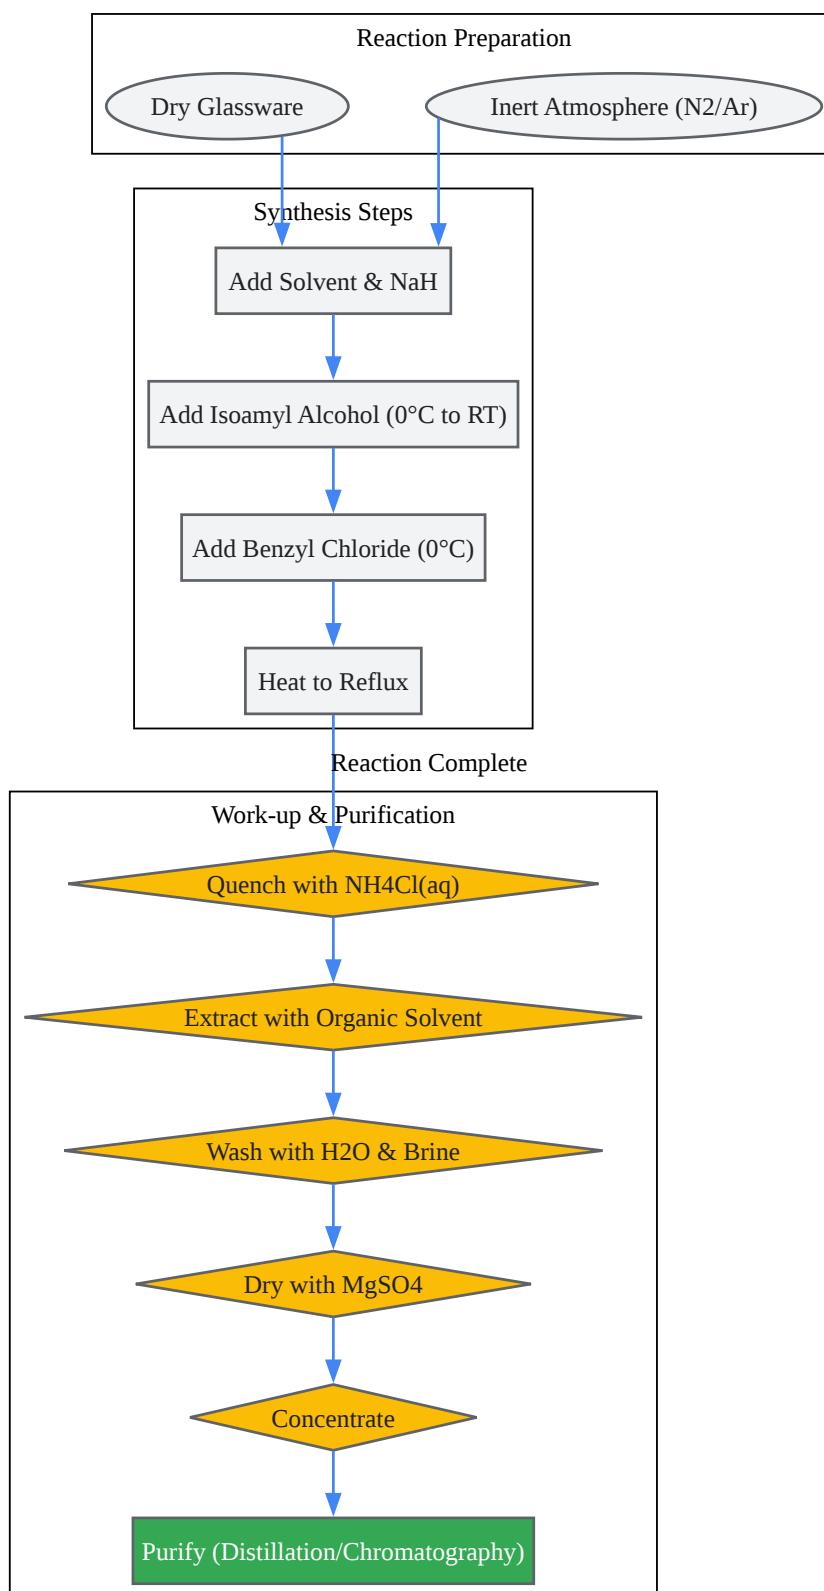 Reaction Preparation
Dry Glassware
Inert Atmosphere (N2/Ar)
Synthesis Steps
Add Solvent & NaH
Add Isoamyl Alcohol (0°C to RT)
Add Benzyl Chloride (0°C)
Heat to Reflux
Reaction Complete
Work-up & Purification
Quench with NH4Cl(aq)
Extract with Organic Solvent
Wash with H2O & Brine
Dry with MgSO4
Concentrate
Purify (Distillation/Chromatography)